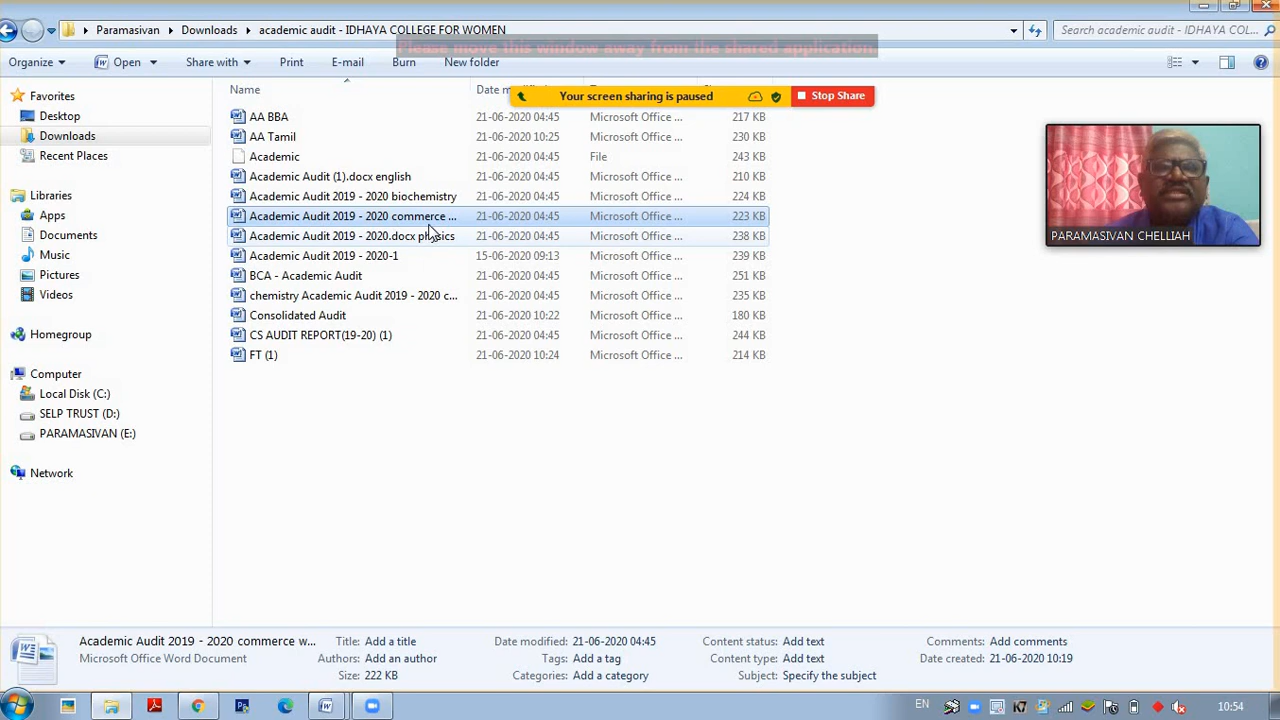 Paramasivan ▸ Downloads ▸ academic audit - IDHAYA COLLEGE FOR WOMEN
Search academic audit - IDHAYA COL...
Please move this window away from the shared application.
Organize Open Share with Print E-mail Burn New folder
Favorites
Desktop
Downloads
Recent Places
Libraries
Apps
Documents
Music
Pictures
Videos
Homegroup
Computer
Local Disk (C:)
SELP TRUST (D:)
PARAMASIVAN (E:)
Network
Name Date m
Your screen sharing is paused Stop Share
AA BBA 21-06-2020 04:45 Microsoft Office ... 217 KB
AA Tamil 21-06-2020 10:25 Microsoft Office ... 230 KB
Academic 21-06-2020 04:45 File 243 KB
Academic Audit (1).docx english 21-06-2020 04:45 Microsoft Office ... 210 KB
Academic Audit 2019 - 2020 biochemistry 21-06-2020 04:45 Microsoft Office ... 224 KB
Academic Audit 2019 - 2020 commerce ... 21-06-2020 04:45 Microsoft Office ... 223 KB
Academic Audit 2019 - 2020.docx physics 21-06-2020 04:45 Microsoft Office ... 238 KB
Academic Audit 2019 - 2020-1 15-06-2020 09:13 Microsoft Office ... 239 KB
BCA - Academic Audit 21-06-2020 04:45 Microsoft Office ... 251 KB
chemistry Academic Audit 2019 - 2020 c... 21-06-2020 04:45 Microsoft Office ... 235 KB
Consolidated Audit 21-06-2020 10:22 Microsoft Office ... 180 KB
CS AUDIT REPORT(19-20) (1) 21-06-2020 04:45 Microsoft Office ... 244 KB
FT (1) 21-06-2020 10:24 Microsoft Office ... 214 KB
PARAMASIVAN CHELLIAH
Academic Audit 2019 - 2020 commerce w... Title: Add a title Date modified: 21-06-2020 04:45 Content status: Add text Comments: Add comments
Microsoft Office Word Document Authors: Add an author Tags: Add a tag Content type: Add text Date created: 21-06-2020 10:19
Size: 222 KB Categories: Add a category Subject: Specify the subject
EN 10:54